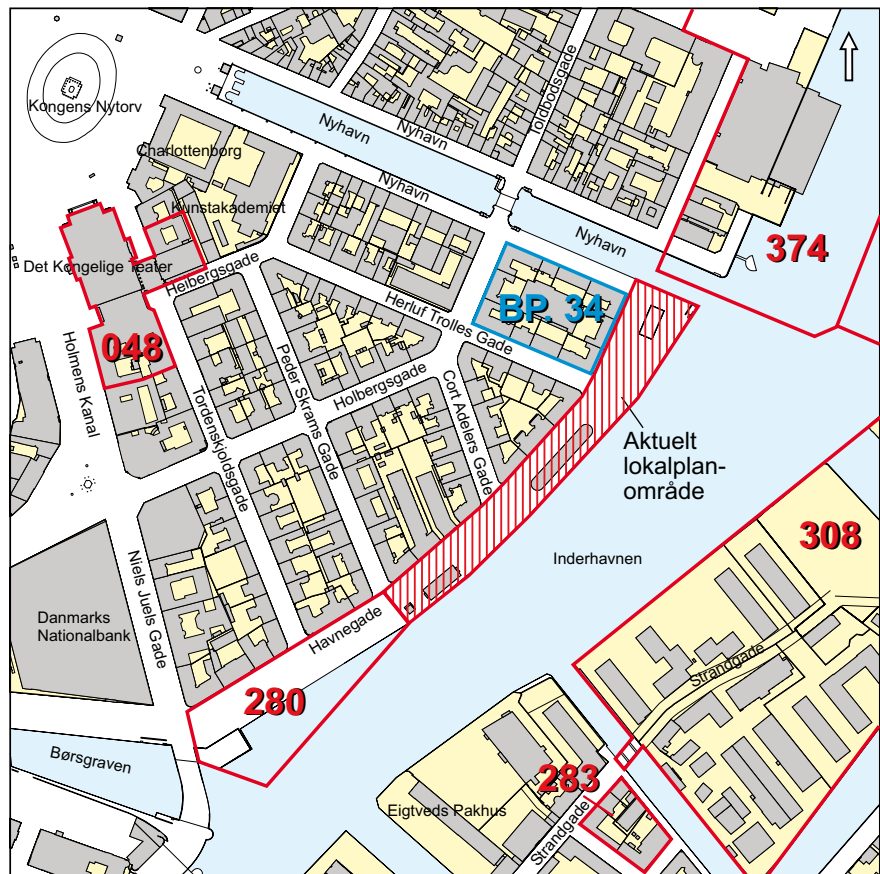 Kongens Nytorv
Charlottenborg
Kunstakademiet
Det Kongelige Teater
Nyhavn
Nyhavn
Nyhavn
Nyhavn
Toldbodsgade
374
Heibergsgade
048
BP. 34
Herluf Trolles Gade
Holmens Kanal
Tordenskjoldsgade
Peder Skrams Gade
Holbergsgade
Cort Adelers Gade
Aktuelt
lokalplan-
område
308
Inderhavnen
Niels Juels Gade
Danmarks
Nationalbank
Havnegade
280
Strandgade
Børsgraven
283
Eigtveds Pakhus
Strandgade